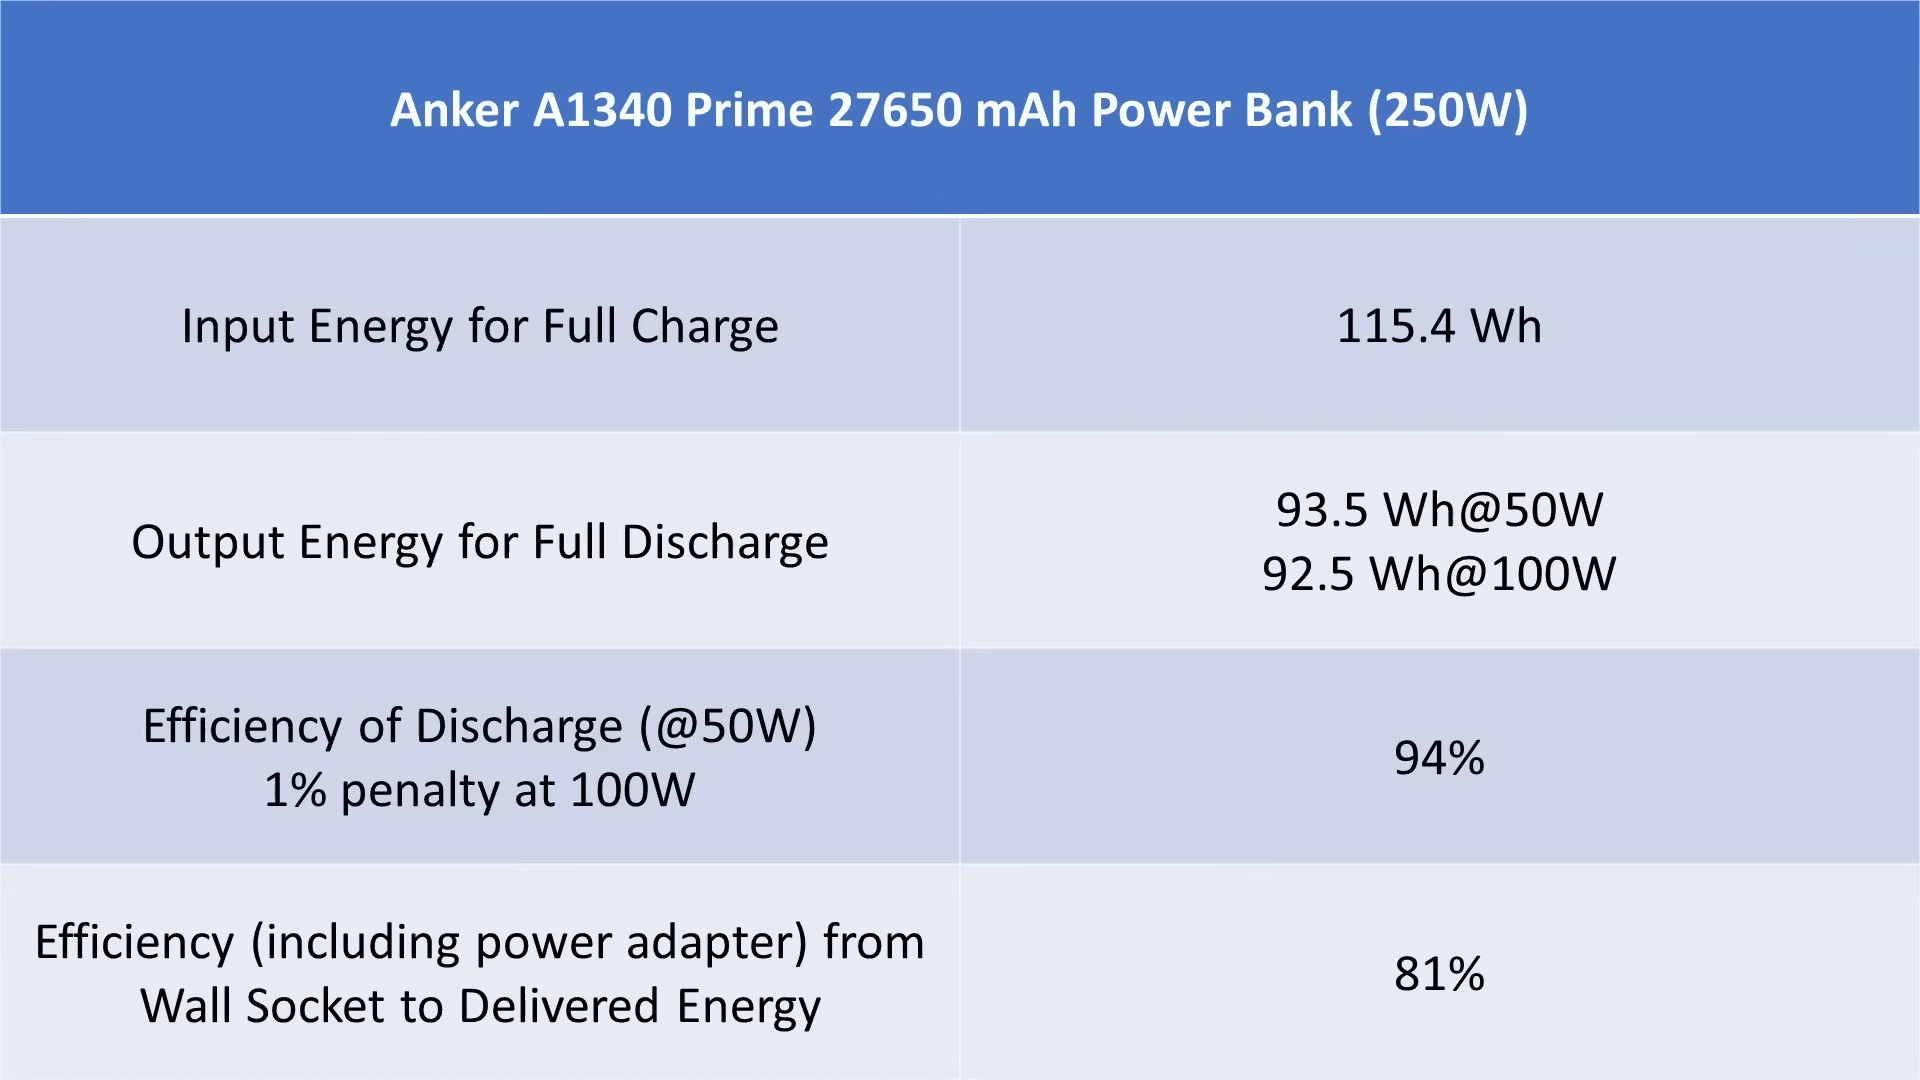 Anker A1340 Prime 27650 mAh Power Bank (250W)
Input Energy for Full Charge
115.4 Wh
Output Energy for Full Discharge
93.5 Wh@50W
92.5 Wh@100W
Efficiency of Discharge (@50W)
1% penalty at 100W
94%
Efficiency (including power adapter) from
Wall Socket to Delivered Energy
81%